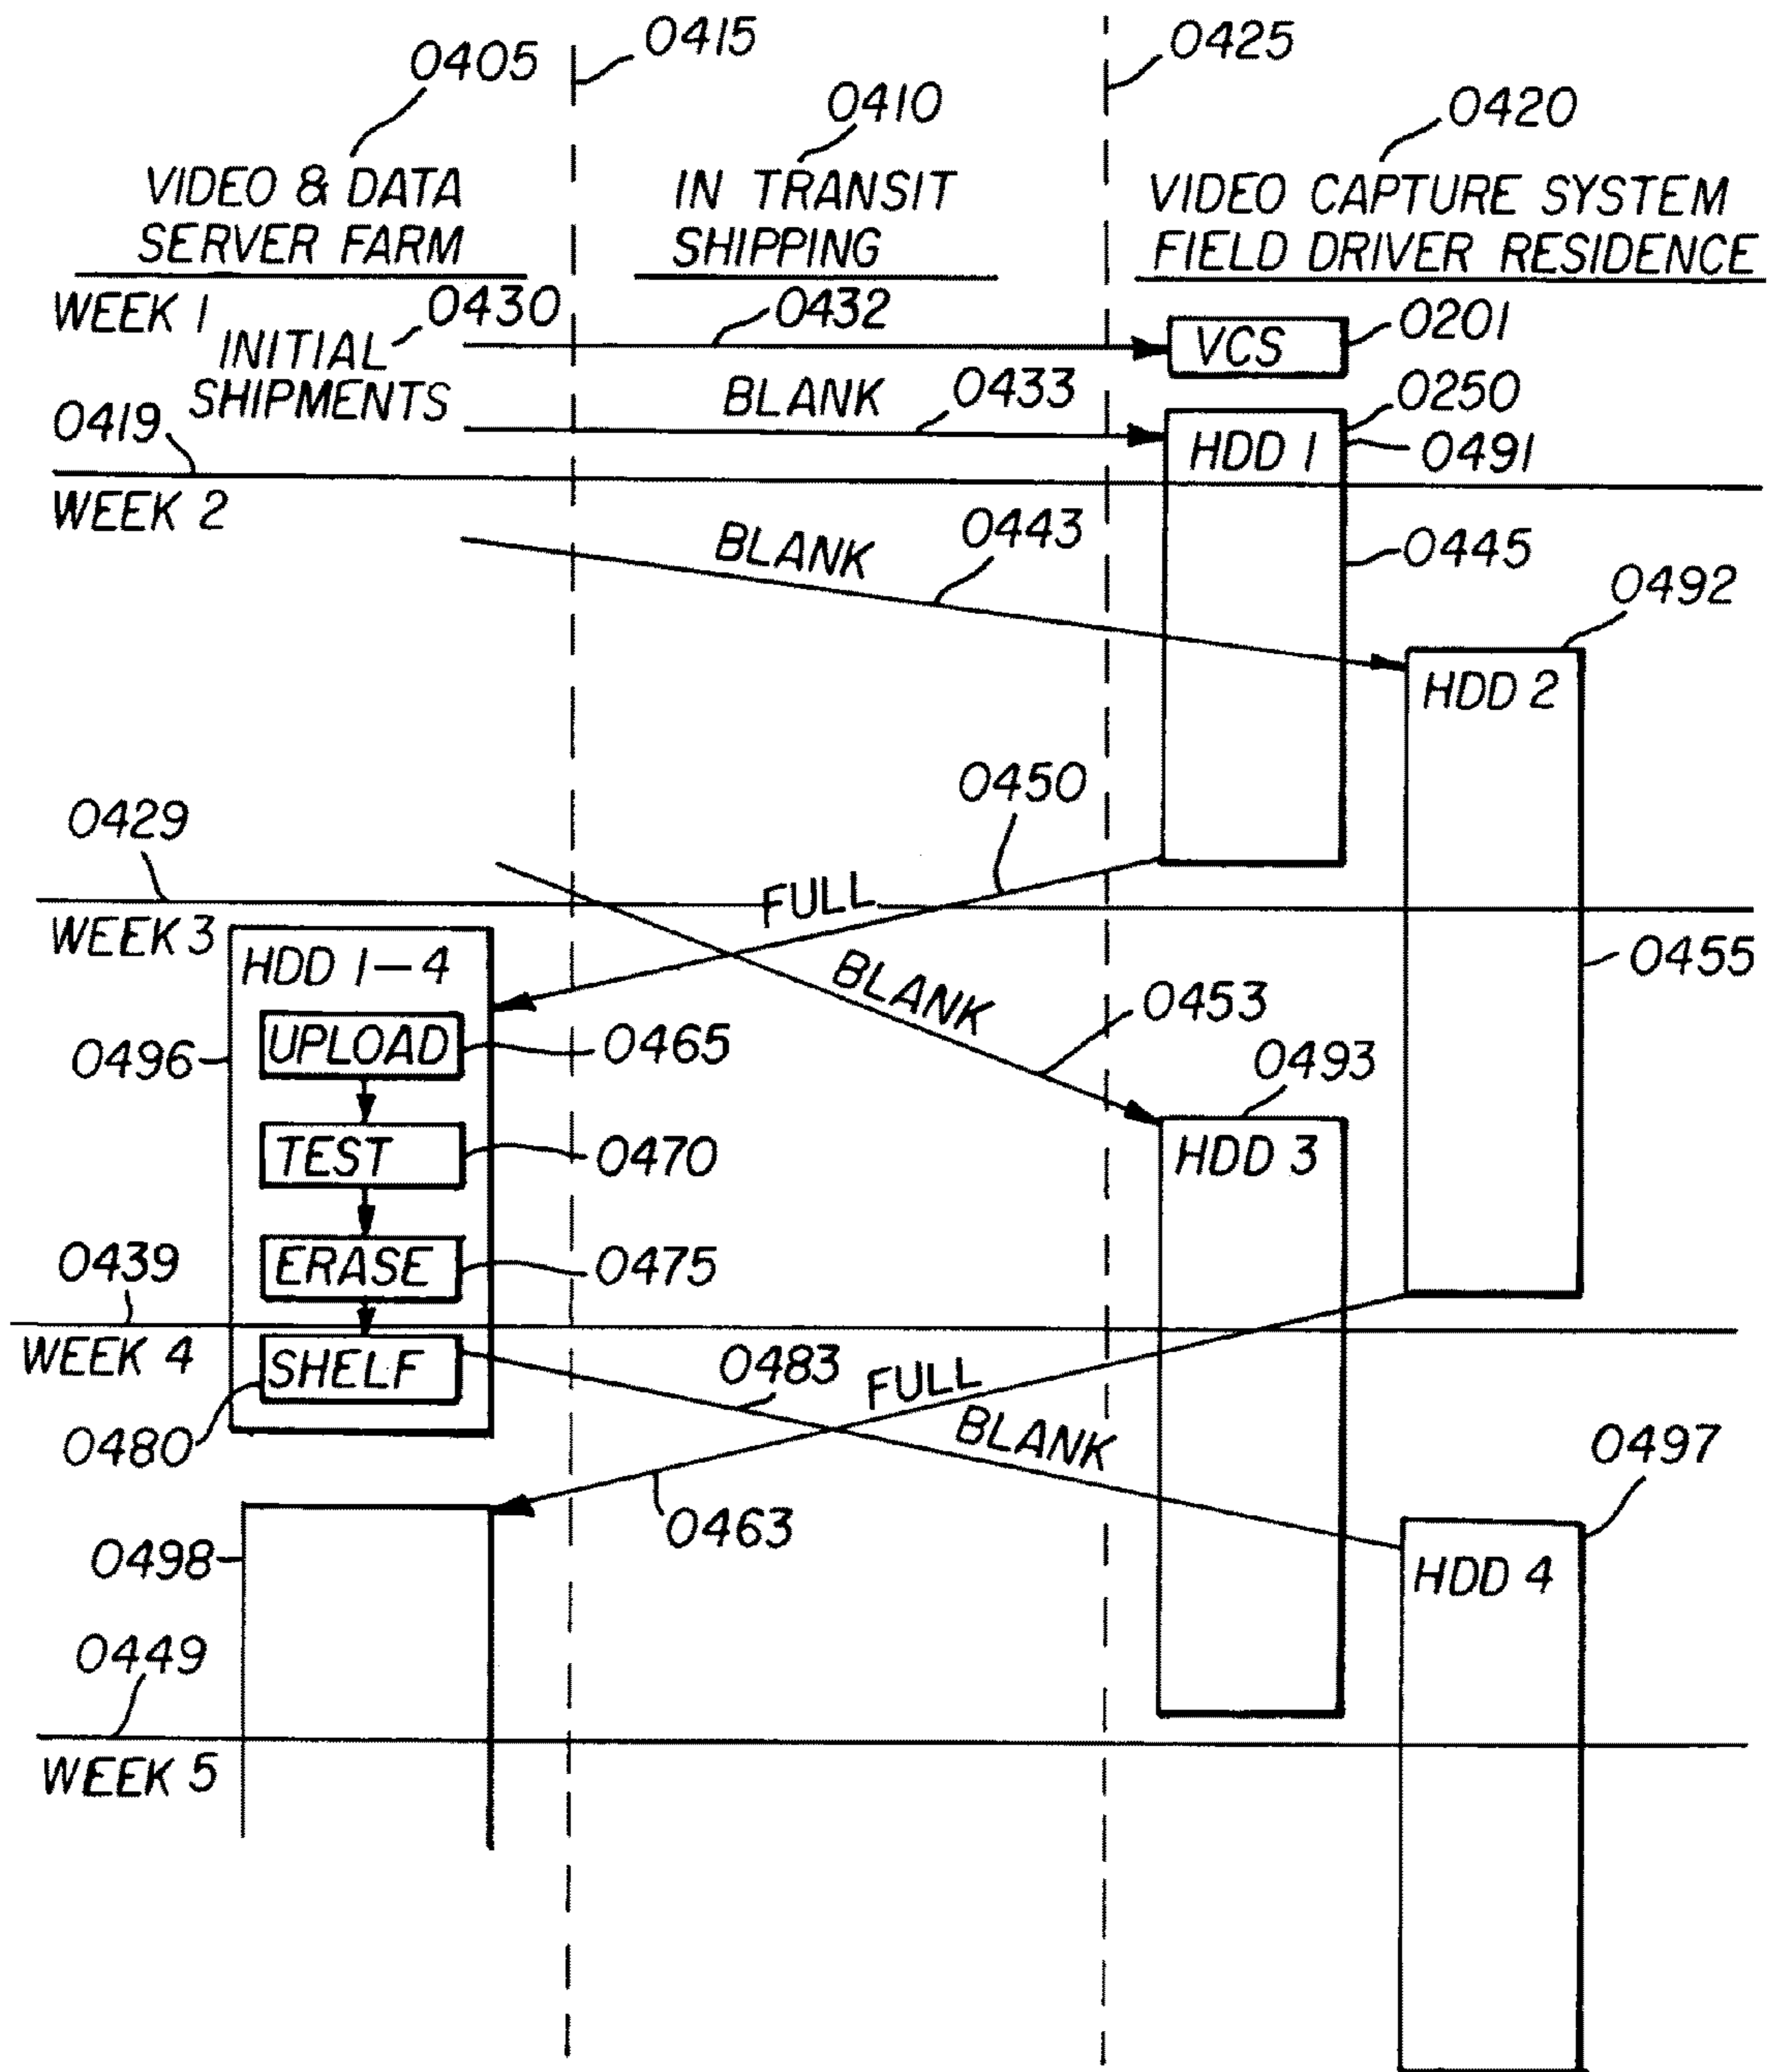 0415
0425
0405
0410
0420
VIDEO & DATA
SERVER FARM
IN TRANSIT
SHIPPING
VIDEO CAPTURE SYSTEM
FIELD DRIVER RESIDENCE
WEEK 1
0430
0432
0201
INITIAL
SHIPMENTS
VCS
BLANK
0433
0250
0419
HDD 1
0491
WEEK 2
BLANK
0443
0445
0492
HDD 2
0450
0429
FULL
WEEK 3
HDD 1-4
BLANK
0455
0453
0496
UPLOAD
0465
0493
TEST
0470
HDD 3
0439
ERASE
0475
WEEK 4
SHELF
0483
FULL
BLANK
0480
0497
0463
0498
HDD 4
0449
WEEK 5